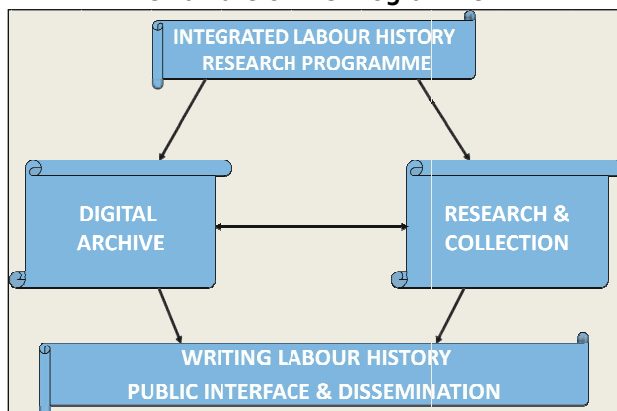 INTEGRATED LABOUR HISTORY
RESEARCH PROGRAMME
DIGITAL
ARCHIVE
RESEARCH &
COLLECTION
WRITING LABOUR HISTORY
PUBLIC INTERFACE & DISSEMINATION